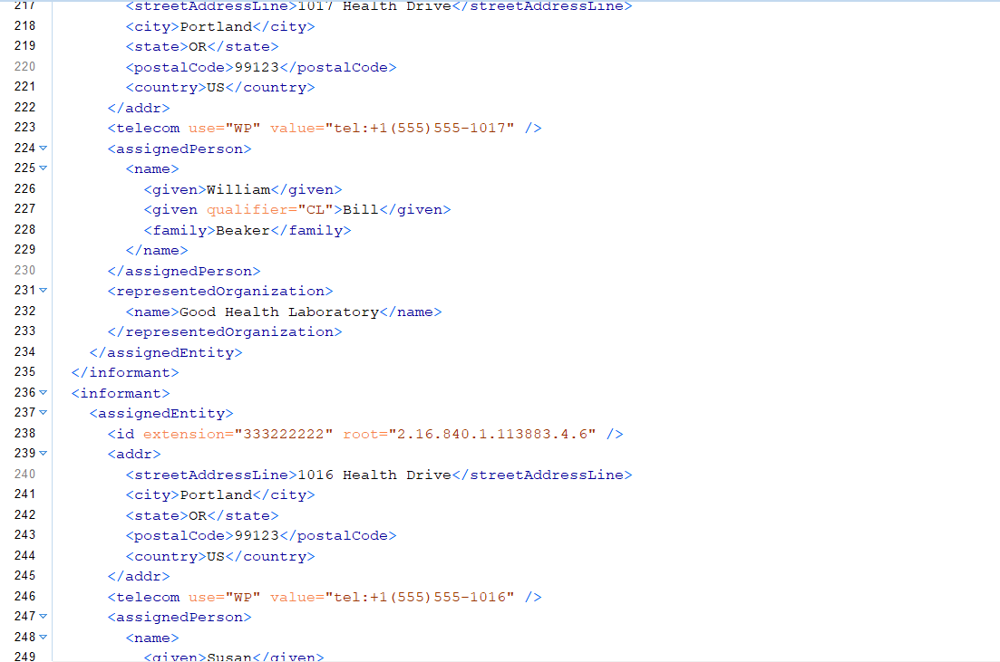 217 <streetAddressLine>1017 Health Drive</streetAddressLine>
218 <city>Portland</city>
219 <state>OR</state>
220 <postalCode>99123</postalCode>
221 <country>US</country>
222 </addr>
223 <telecom use="WP" value="tel:+1(555)555-1017" />
224 <assignedPerson>
225 <name>
226 <given>William</given>
227 <given qualifier="CL">Bill</given>
228 <family>Beaker</family>
229 </name>
230 </assignedPerson>
231 <representedOrganization>
232 <name>Good Health Laboratory</name>
233 </representedOrganization>
234 </assignedEntity>
235 </informant>
236 <informant>
237 <assignedEntity>
238 <id extension="333222222" root="2.16.840.1.113883.4.6" />
239 <addr>
240 <streetAddressLine>1016 Health Drive</streetAddressLine>
241 <city>Portland</city>
242 <state>OR</state>
243 <postalCode>99123</postalCode>
244 <country>US</country>
245 </addr>
246 <telecom use="WP" value="tel:+1(555)555-1016" />
247 <assignedPerson>
248 <name>
249 <given>Susan</given>